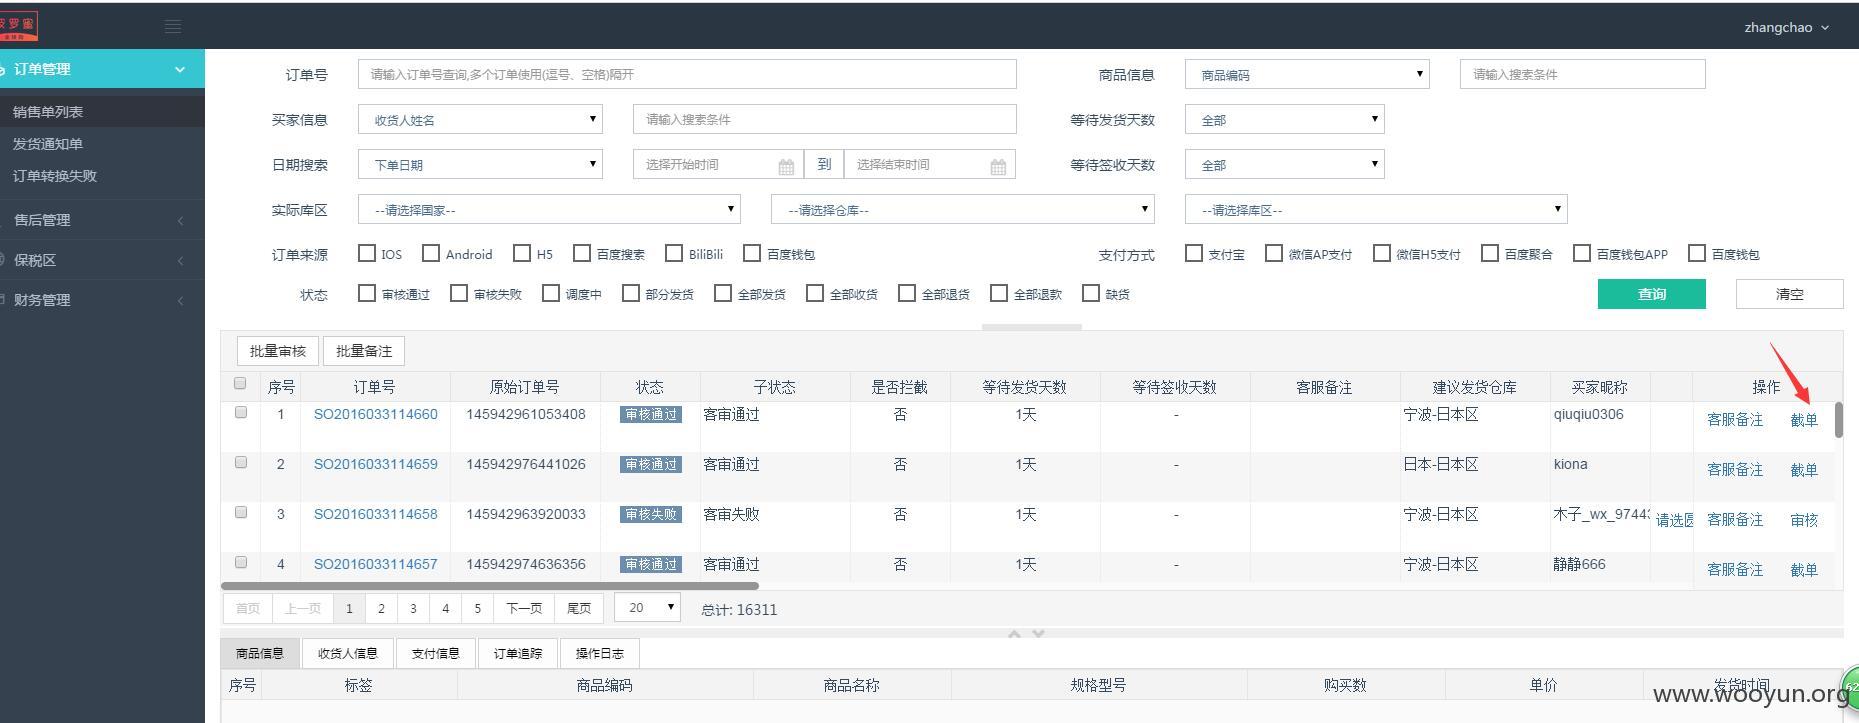 菠罗蜜
zhangchao
订单管理
销售单列表
发货通知单
订单转换失败
售后管理
保税区
财务管理
订单号 请输入订单号查询,多个订单使用(逗号、空格)隔开 商品信息 商品编码 请输入搜索条件
买家信息 收货人姓名 请输入搜索条件 等待发货天数 全部
日期搜索 下单日期 选择开始时间 到 选择结束时间 等待签收天数 全部
实际库区 --请选择国家-- --请选择仓库-- --请选择库区--
订单来源 IOS Android H5 百度搜索 BiliBili 百度钱包 支付方式 支付宝 微信AP支付 微信H5支付 百度聚合 百度钱包APP 百度钱包
状态 审核通过 审核失败 调度中 部分发货 全部发货 全部收货 全部退货 全部退款 缺货 查询 清空
批量审核 批量备注
序号 订单号 原始订单号 状态 子状态 是否拦截 等待发货天数 等待签收天数 客服备注 建议发货仓库 买家昵称 操作
1 SO2016033114660 145942961053408 审核通过 客审通过 否 1天 - 宁波-日本区 qiuqiu0306 客服备注 截单
2 SO2016033114659 145942976441026 审核通过 客审通过 否 1天 - 日本-日本区 kiona 客服备注 截单
3 SO2016033114658 145942963920033 审核失败 客审失败 否 1天 - 宁波-日本区 木子_wx_97443 请选 客服备注 审核
4 SO2016033114657 145942974636356 审核通过 客审通过 否 1天 - 宁波-日本区 静静666 客服备注 截单
首页 上一页 1 2 3 4 5 下一页 尾页 20 总计: 16311
商品信息 收货人信息 支付信息 订单追踪 操作日志
序号 标签 商品编码 商品名称 规格型号 购买数 单价 发货时间
www.wooyun.org
62